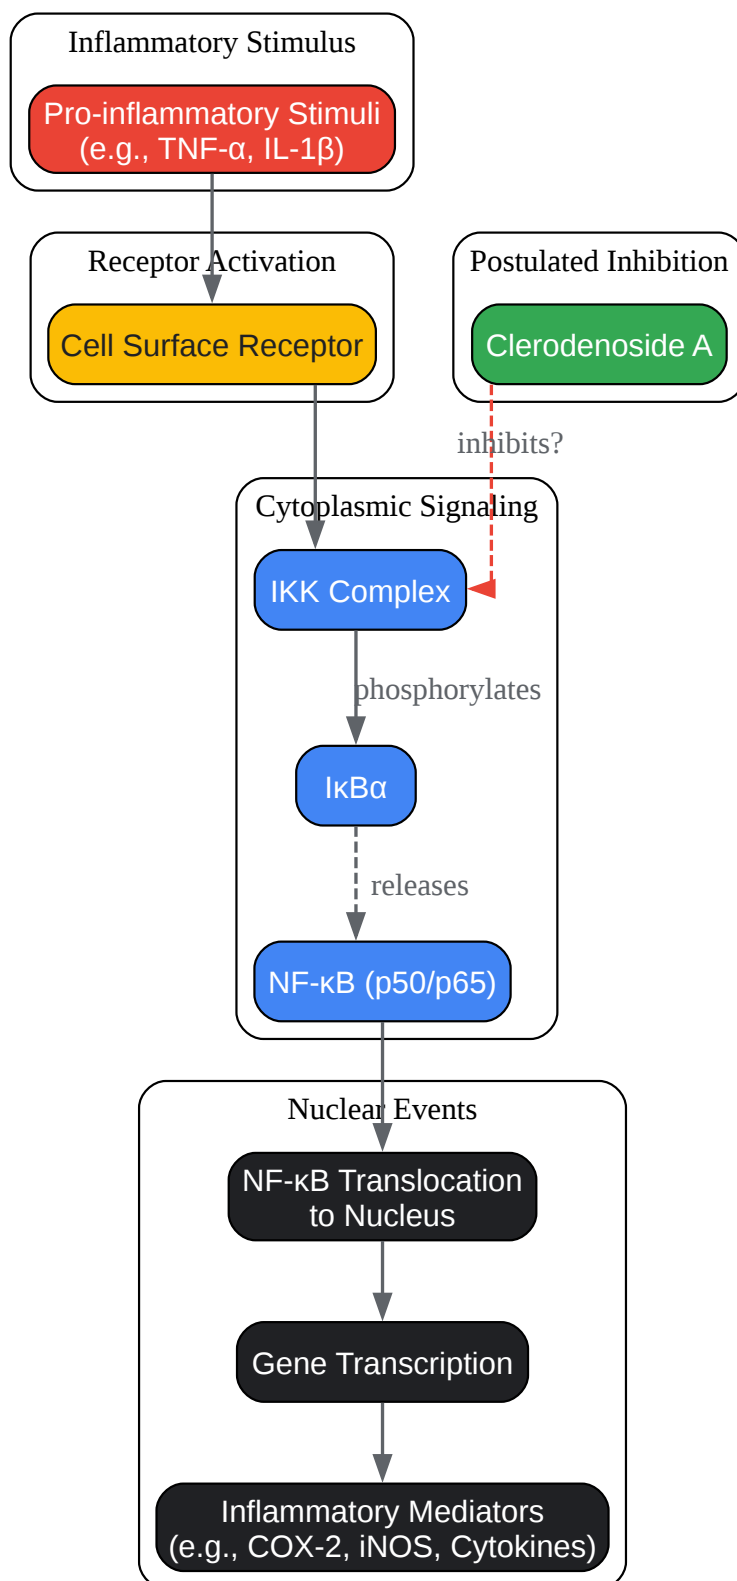 Inflammatory Stimulus
Pro-inflammatory Stimuli
(e.g., TNF-α, IL-1β)
Receptor Activation
Cell Surface Receptor
Postulated Inhibition
Clerodenoside A
inhibits?
Cytoplasmic Signaling
IKK Complex
phosphorylates
IκBα
releases
NF-κB (p50/p65)
Nuclear Events
NF-κB Translocation
to Nucleus
Gene Transcription
Inflammatory Mediators
(e.g., COX-2, iNOS, Cytokines)